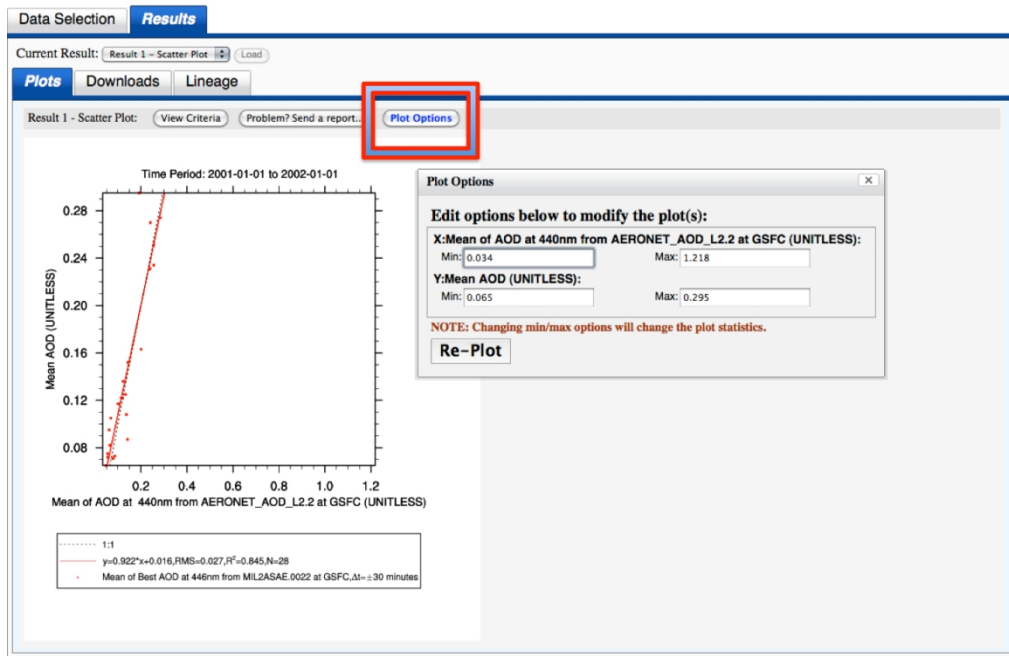 Data Selection Results
Current Result: Result 1 – Scatter Plot Load
Plots Downloads Lineage
Result 1 - Scatter Plot: View Criteria Problem? Send a report... Plot Options
Time Period: 2001-01-01 to 2002-01-01
Plot Options
Edit options below to modify the plot(s):
X:Mean of AOD at 440nm from AERONET_AOD_L2.2 at GSFC (UNITLESS):
Min: 0.034 Max: 1.218
Y:Mean AOD (UNITLESS):
Min: 0.065 Max: 0.295
NOTE: Changing min/max options will change the plot statistics.
Re-Plot
Mean AOD (UNITLESS)
0.28
0.24
0.20
0.16
0.12
0.08
0.2 0.4 0.6 0.8 1.0 1.2
Mean of AOD at 440nm from AERONET_AOD_L2.2 at GSFC (UNITLESS)
1:1
y=0.922*x+0.016,RMS=0.027,R²=0.845,N=28
Mean of Best AOD at 446nm from MIL2ASAE.0022 at GSFC,Δt=±30 minutes